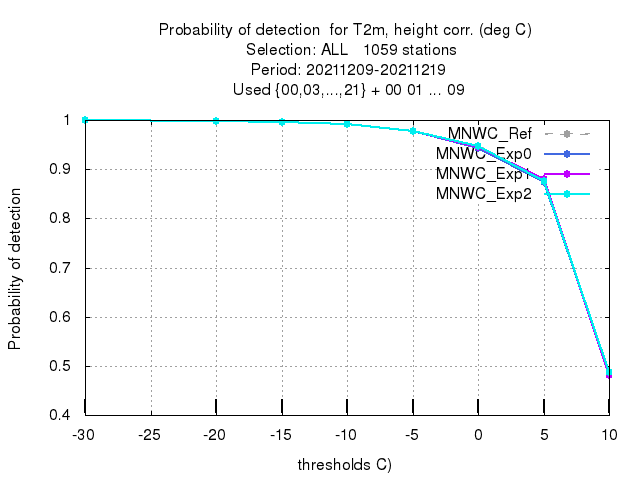 Probability of detection  for T2m, height corr. (deg C)
Selection: ALL   1059 stations
Period: 20211209-20211219
Used {00,03,...,21} + 00 01 ... 09
MNWC_Ref
MNWC_Exp0
MNWC_Exp1
MNWC_Exp2
Probability of detection
1
0.9
0.8
0.7
0.6
0.5
0.4
-30 -25 -20 -15 -10 -5 0 5 10
thresholds C)